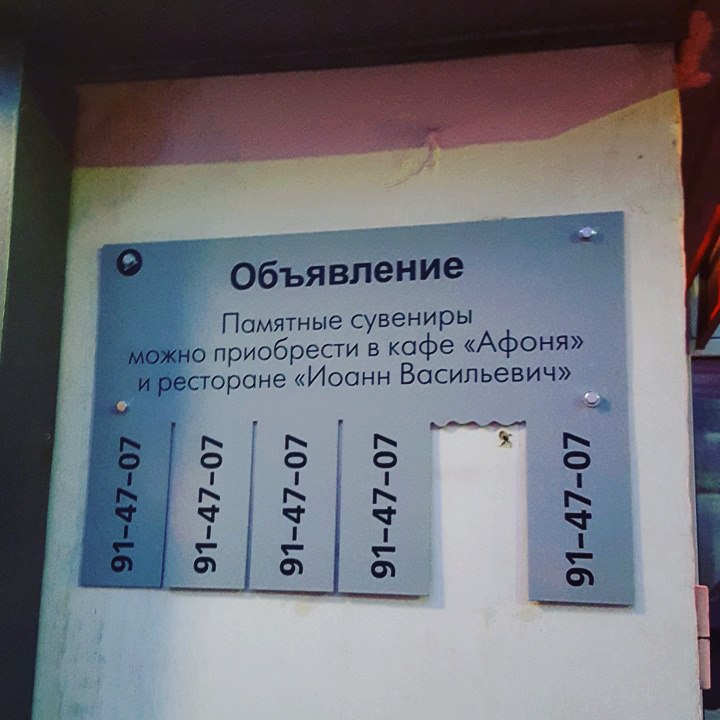 Объявление
Памятные сувениры
можно приобрести в кафе «Афоня»
и ресторане «Иоанн Васильевич»
91-47-07
91-47-07
91-47-07
91-47-07
91-47-07